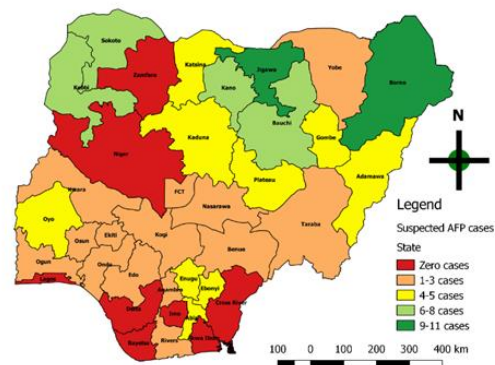 Sokoto
Katsina
Zamfara
Jigawa
Yobe
Borno
Kebbi
Kano
Bauchi
Gombe
Niger
Kaduna
Adamawa
Plateau
FCT
Kwara
Nasarawa
Oyo
Taraba
Ekiti
Kogi
Osun
Benue
Ogun
Ondo
Edo
Enugu
Ebonyi
Anambra
Lagos
Cross River
Delta
Imo
Abia
Bayelsa
Rivers
Akwa Ibom
N
Legend
Suspected AFP cases
State
Zero cases
1-3 cases
4-5 cases
6-8 cases
9-11 cases
100 0 100 200 300 400 km